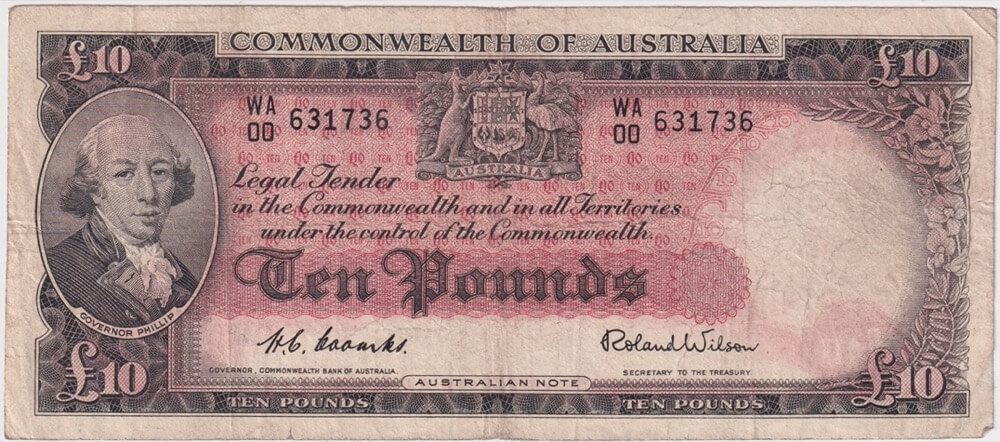 COMMONWEALTH OF AUSTRALIA
£10
£10
WA
00 631736
WA
00 631736
AUSTRALIA
Legal Tender
in the Commonwealth and in all Territories
under the control of the Commonwealth.
Ten Pounds
GOVERNOR PHILLIP
H.C. Coombs.
Roland Wilson
GOVERNOR, COMMONWEALTH BANK OF AUSTRALIA.
SECRETARY TO THE TREASURY.
AUSTRALIAN NOTE
£10
£10
TEN POUNDS
TEN POUNDS